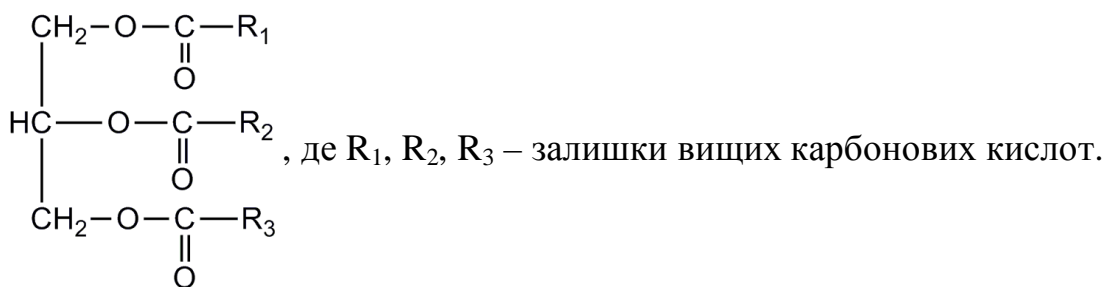 CH₂–O–C–R₁
O
HC–O–C–R₂
, де R₁, R₂, R₃ – залишки вищих карбонових кислот.
O
CH₂–O–C–R₃
O